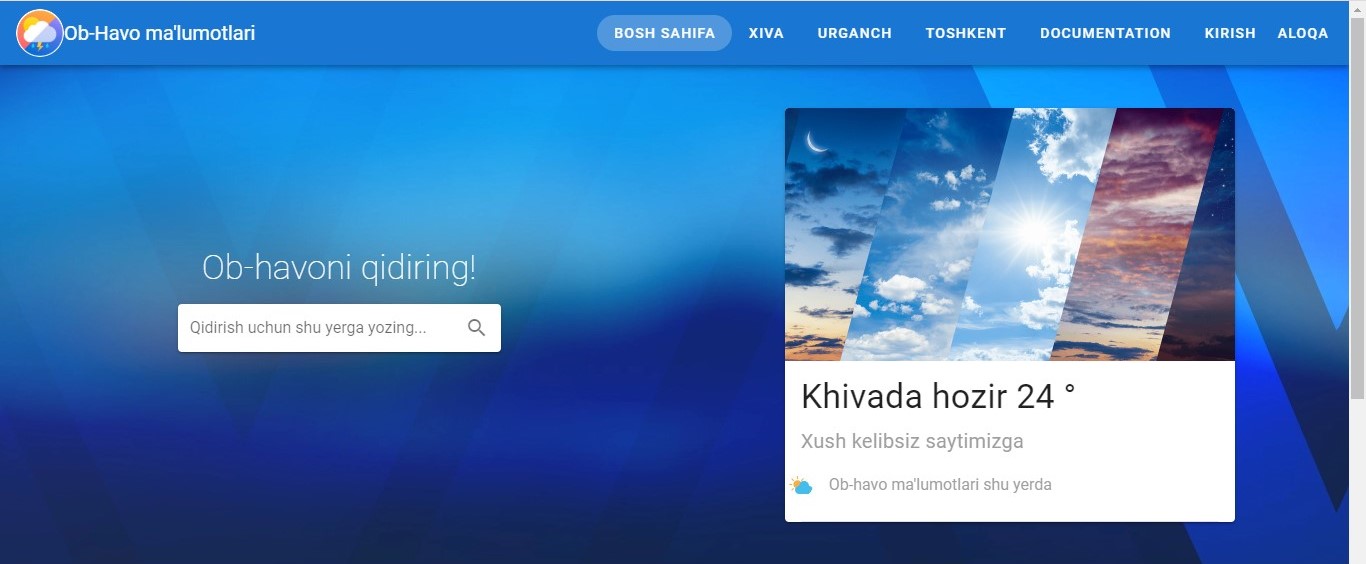 Ob-Havo ma'lumotlari
BOSH SAHIFA
XIVA
URGANCH
TOSHKENT
DOCUMENTATION
KIRISH
ALOQA
Ob-havoni qidiring!
Qidirish uchun shu yerga yozing...
Khivada hozir 24 °
Xush kelibsiz saytimizga
Ob-havo ma'lumotlari shu yerda